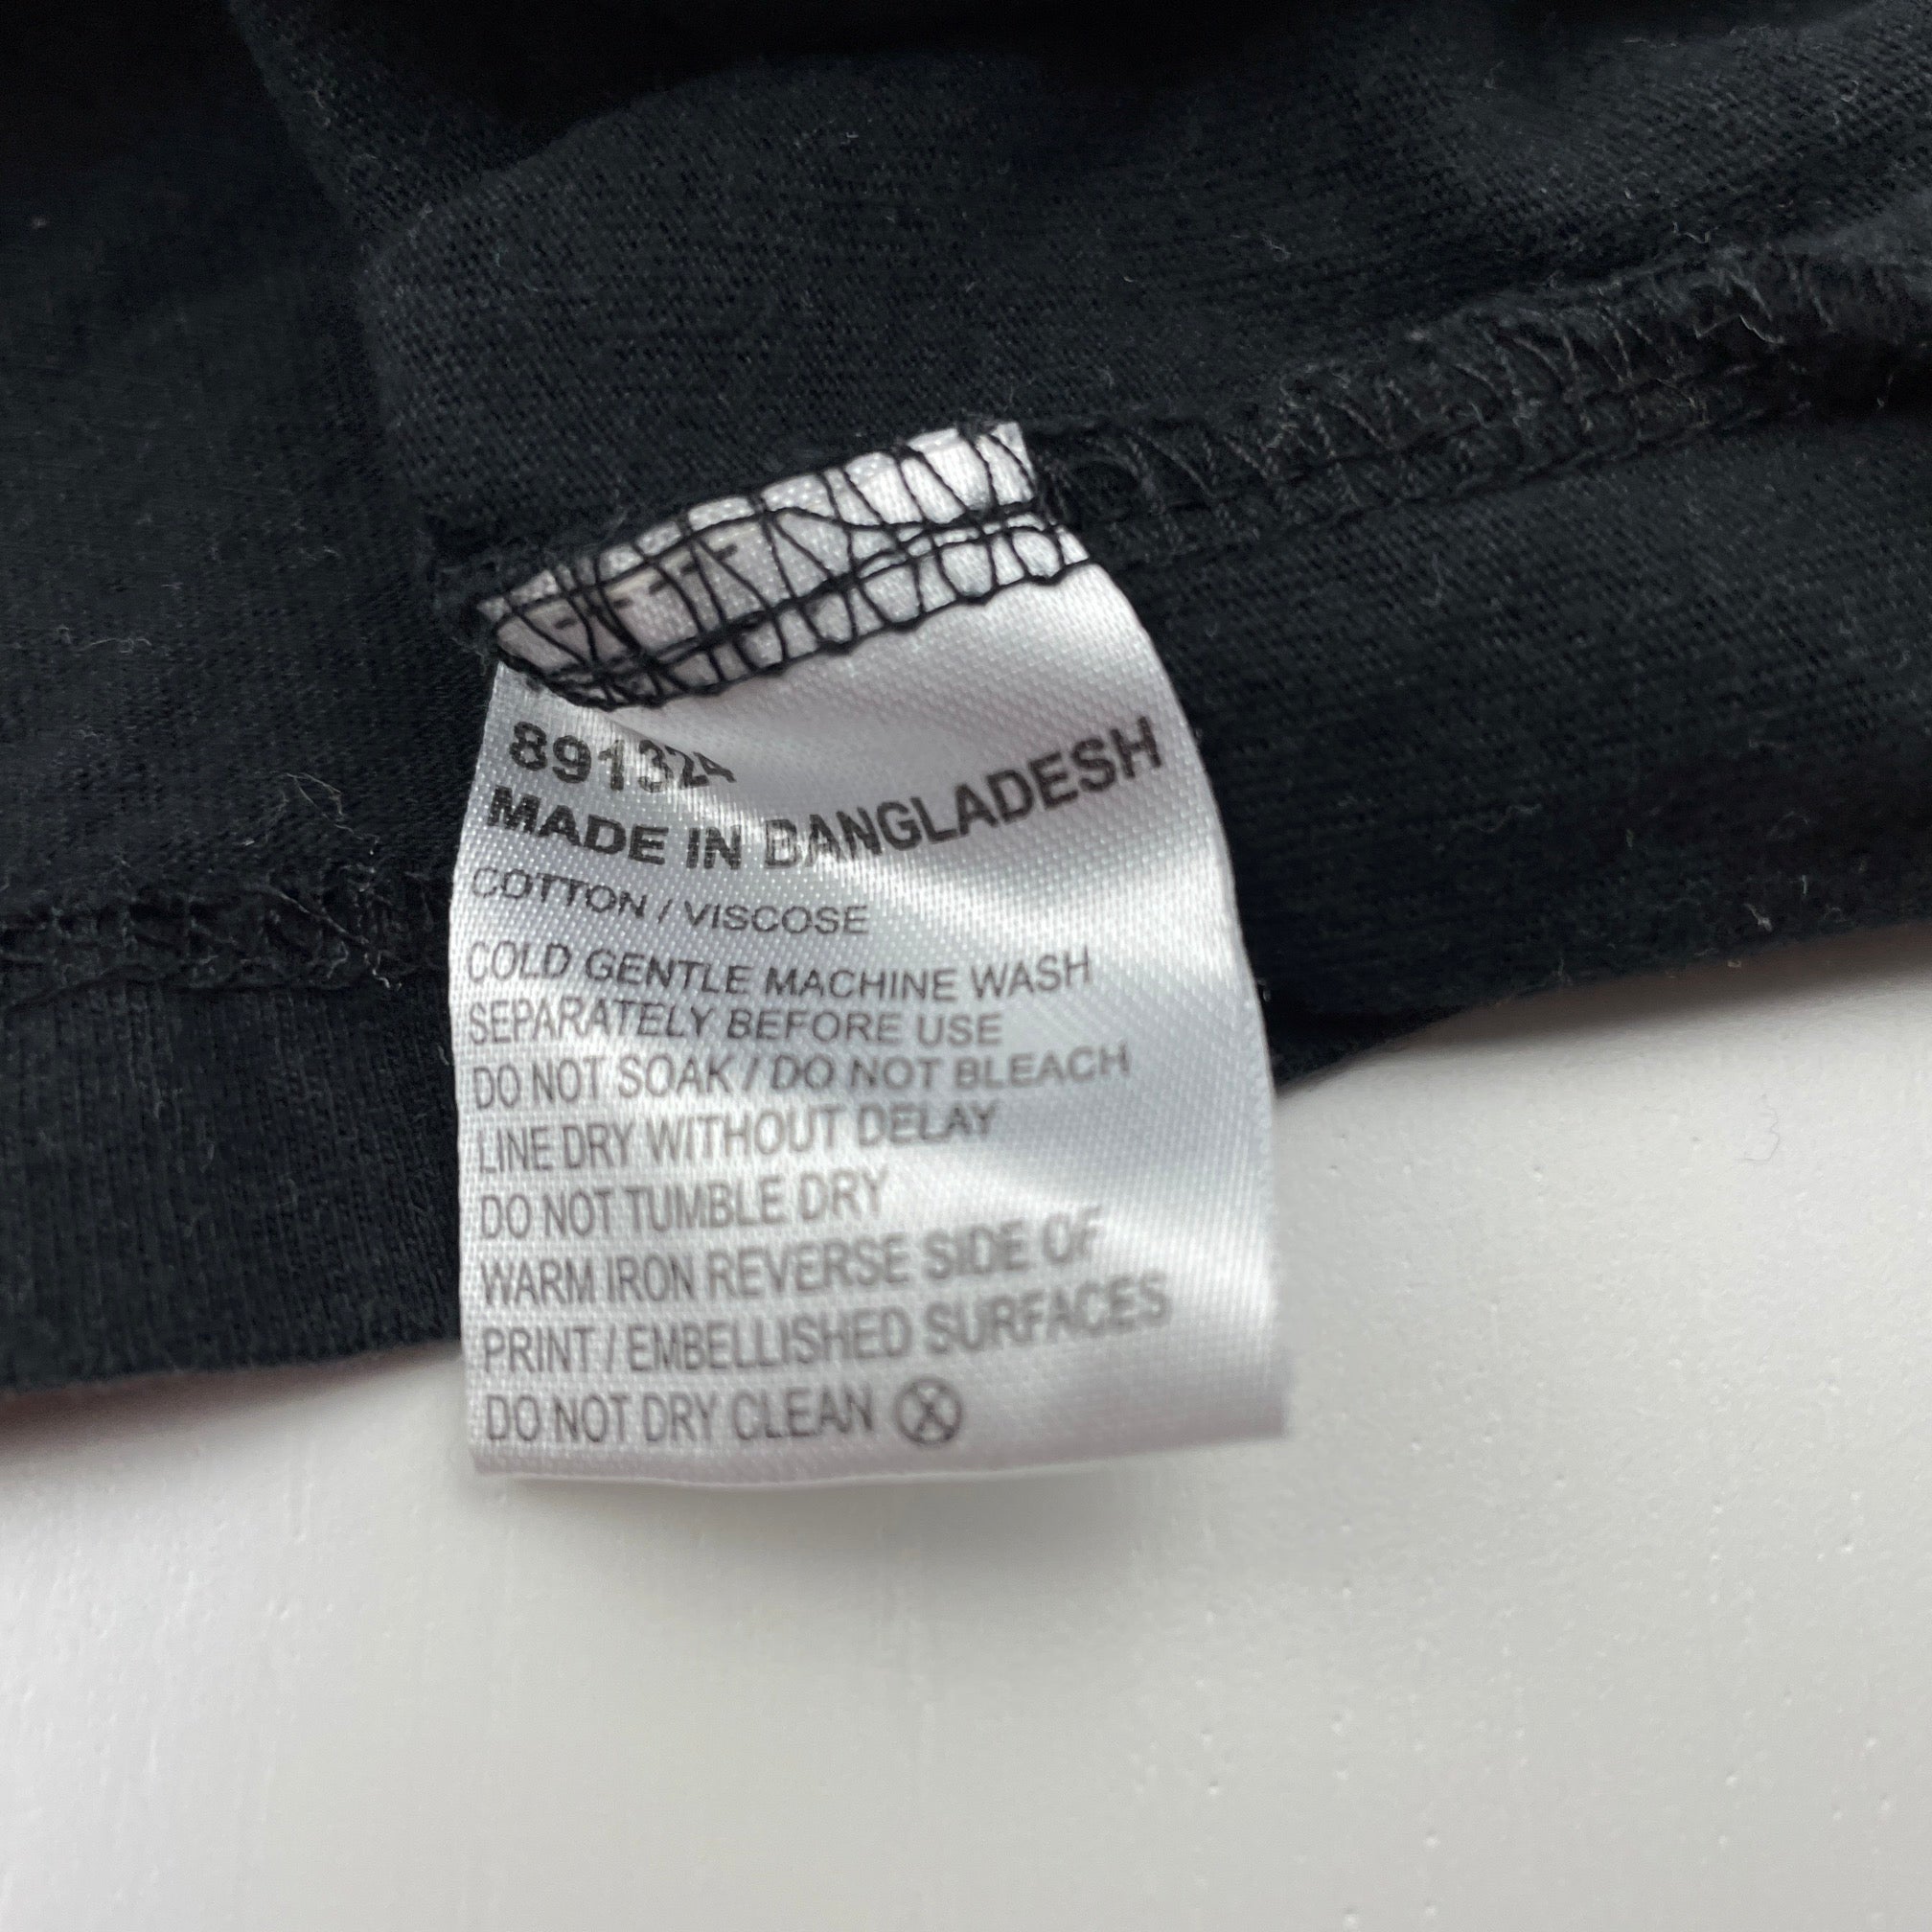 891324
MADE IN BANGLADESH
COTTON / VISCOSE
COLD GENTLE MACHINE WASH
SEPARATELY BEFORE USE
DO NOT SOAK / DO NOT BLEACH
LINE DRY WITHOUT DELAY
DO NOT TUMBLE DRY
WARM IRON REVERSE SIDE OF
PRINT / EMBELLISHED SURFACES
DO NOT DRY CLEAN